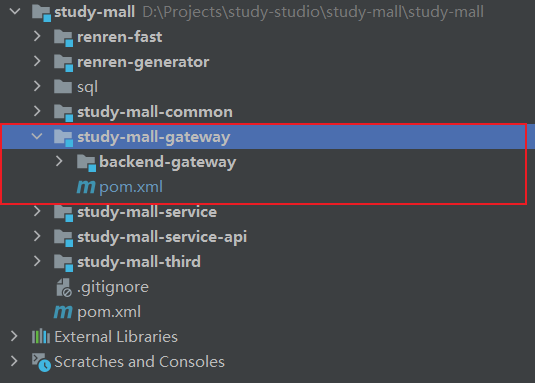 study-mall D:\Projects\study-studio\study-mall\study-mall
renren-fast
renren-generator
sql
study-mall-common
study-mall-gateway
backend-gateway
m pom.xml
study-mall-service
study-mall-service-api
study-mall-third
.gitignore
m pom.xml
External Libraries
Scratches and Consoles